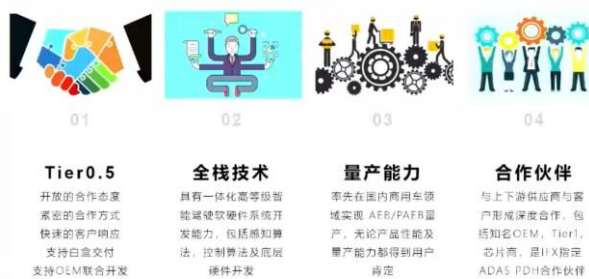 01
Tier0.5
开放的合作态度
紧密的合作方式
快速的客户响应
支持白盒交付
支持OEM联合开发
02
全栈技术
具有一体化高等级智
能驾驶软硬件系统开
发能力，包括感知算
法、控制算法及底层
硬件开发
03
量产能力
率先在国内商用车领
域实现 AEB/PAEB量
产，无论产品性能及
量产能力都得到用户
肯定
04
合作伙伴
与上下游供应商与客
户形成深度合作，包
括知名OEM，Tier1，
芯片商，是IFX指定
ADAS PDH合作伙伴